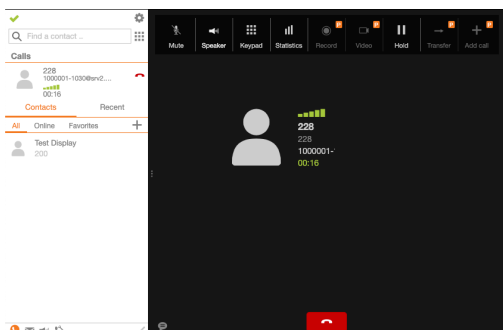 Find a contact ..
Calls
228
1000001-1030@srv2....
00:16
Contacts Recent
All Online Favorites
Test Display
200
Mute Speaker Keypad Statistics Record Video Hold Transfer Add call
P P P P
228
228
1000001-
00:16